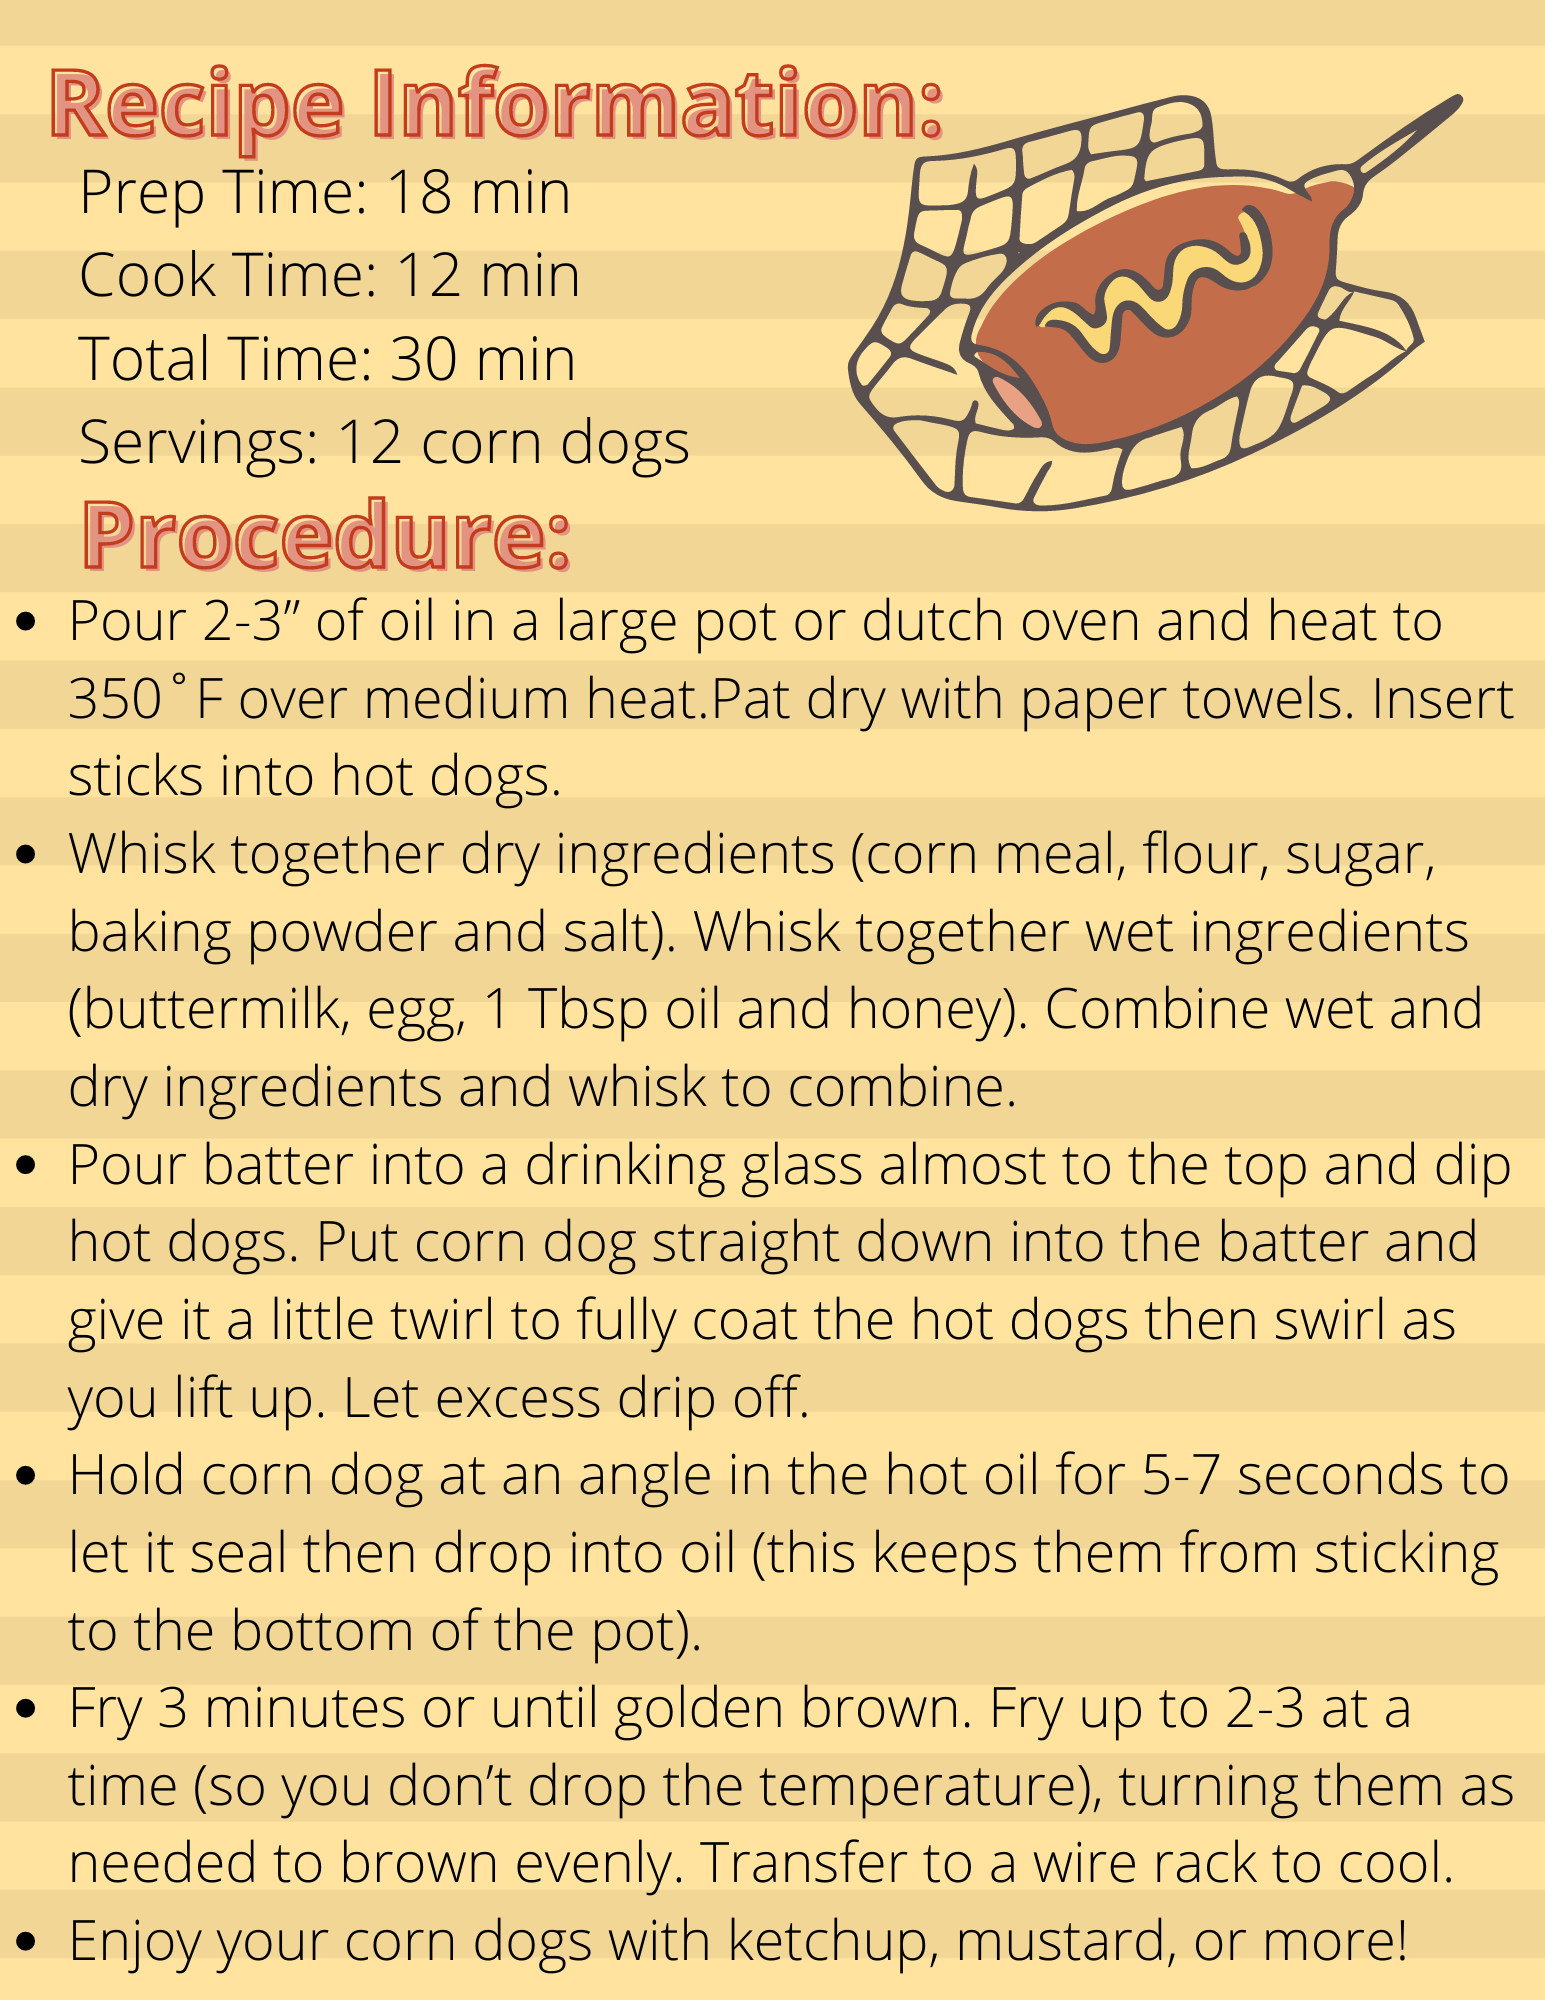 Recipe Information:
Prep Time: 18 min
Cook Time: 12 min
Total Time: 30 min
Servings: 12 corn dogs
Procedure:
• Pour 2-3” of oil in a large pot or dutch oven and heat to
350˚F over medium heat.Pat dry with paper towels. Insert
sticks into hot dogs.
• Whisk together dry ingredients (corn meal, flour, sugar,
baking powder and salt). Whisk together wet ingredients
(buttermilk, egg, 1 Tbsp oil and honey). Combine wet and
dry ingredients and whisk to combine.
• Pour batter into a drinking glass almost to the top and dip
hot dogs. Put corn dog straight down into the batter and
give it a little twirl to fully coat the hot dogs then swirl as
you lift up. Let excess drip off.
• Hold corn dog at an angle in the hot oil for 5-7 seconds to
let it seal then drop into oil (this keeps them from sticking
to the bottom of the pot).
• Fry 3 minutes or until golden brown. Fry up to 2-3 at a
time (so you don’t drop the temperature), turning them as
needed to brown evenly. Transfer to a wire rack to cool.
• Enjoy your corn dogs with ketchup, mustard, or more!